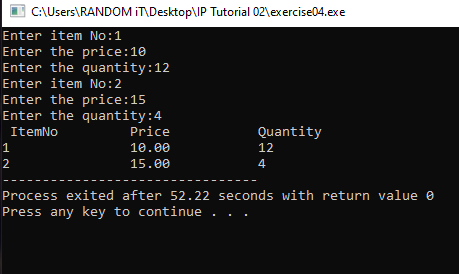 C:\Users\RANDOM iT\Desktop\IP Tutorial 02\exercise04.exe
Enter item No:1
Enter the price:10
Enter the quantity:12
Enter item No:2
Enter the price:15
Enter the quantity:4
 ItemNo         Price           Quantity
1               10.00           12
2               15.00           4
--------------------------------
Process exited after 52.22 seconds with return value 0
Press any key to continue . . .